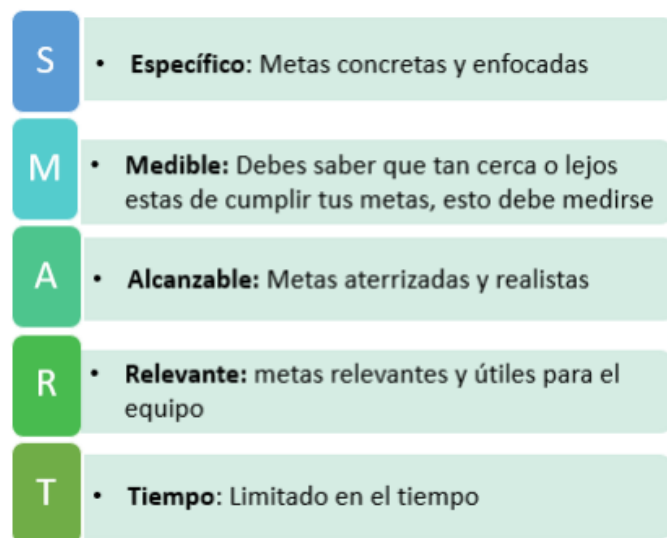 S
• Específico: Metas concretas y enfocadas
M
• Medible: Debes saber que tan cerca o lejos
estas de cumplir tus metas, esto debe medirse
A
• Alcanzable: Metas aterrizadas y realistas
R
• Relevante: metas relevantes y útiles para el
equipo
T
• Tiempo: Limitado en el tiempo